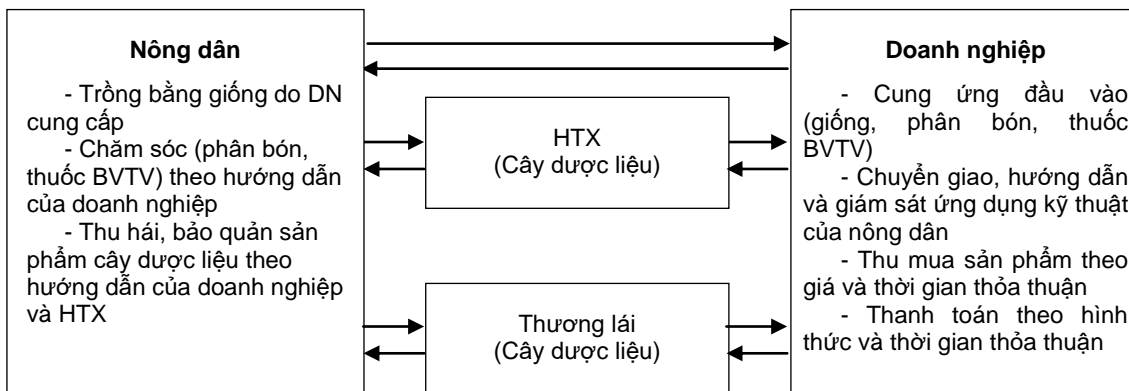 Nông dân
- Trồng bằng giống do DN
cung cấp
- Chăm sóc (phân bón,
thuốc BVTV) theo hướng dẫn
của doanh nghiệp
- Thu hái, bảo quản sản
phẩm cây dược liệu theo
hướng dẫn của doanh nghiệp
và HTX
HTX
(Cây dược liệu)
Thương lái
(Cây dược liệu)
Doanh nghiệp
- Cung ứng đầu vào
(giống, phân bón, thuốc
BVTV)
- Chuyển giao, hướng dẫn
và giám sát ứng dụng kỹ thuật
của nông dân
- Thu mua sản phẩm theo
giá và thời gian thỏa thuận
- Thanh toán theo hình
thức và thời gian thỏa thuận